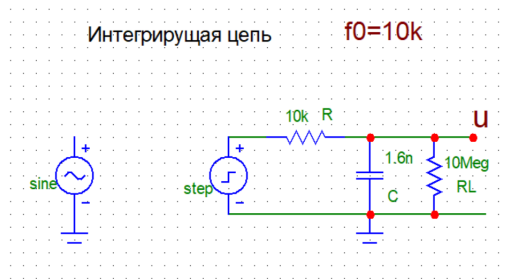 Интегрирущая цепь
f0=10k
u
10k R
1.6n
10Meg
sine
step
C
RL